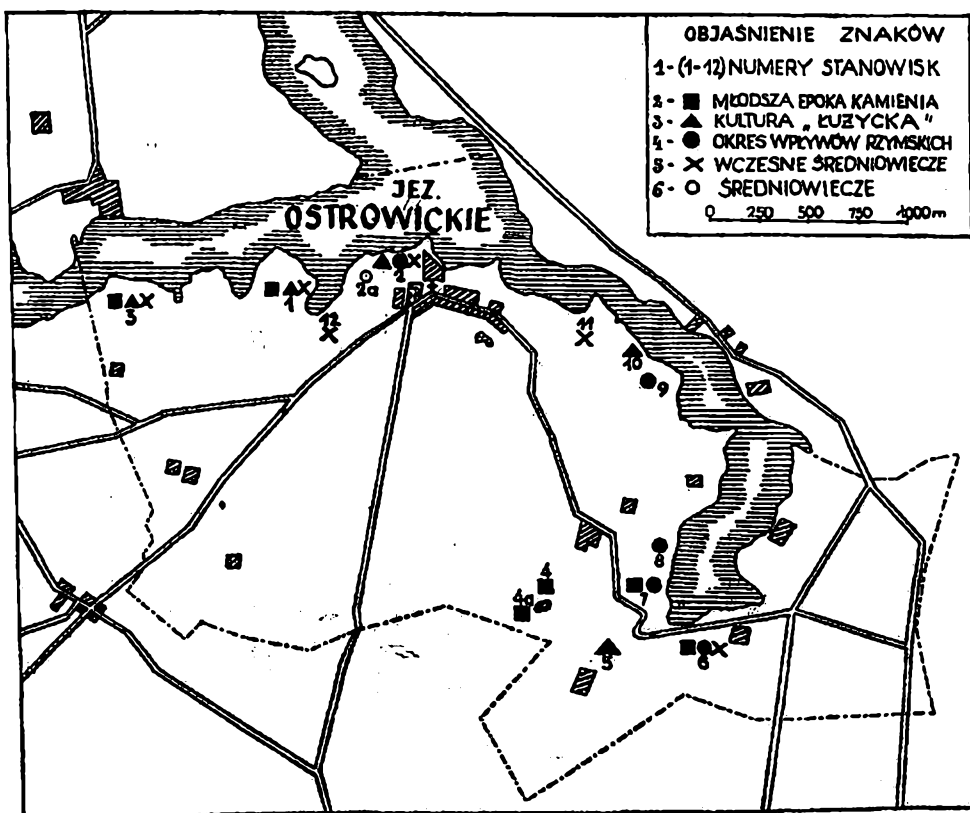 OBJAŚNIENIE ZNAKÓW
1-(1-12) NUMERY STANOWISK
2- ■ MŁODSZA EPOKA KAMIENIA
3- ▲ KULTURA „ŁUŻYCKA"
4- ● OKRES WPŁYWÓW RZYMSKICH
5- × WCZESNE ŚREDNIOWIECZE
6- ○ ŚREDNIOWIECZE
0 250 500 750 1000m
JEZ.
OSTROWICKIE
2
2a
1
3
12
11
10
9
8
4
7
4a
5
6